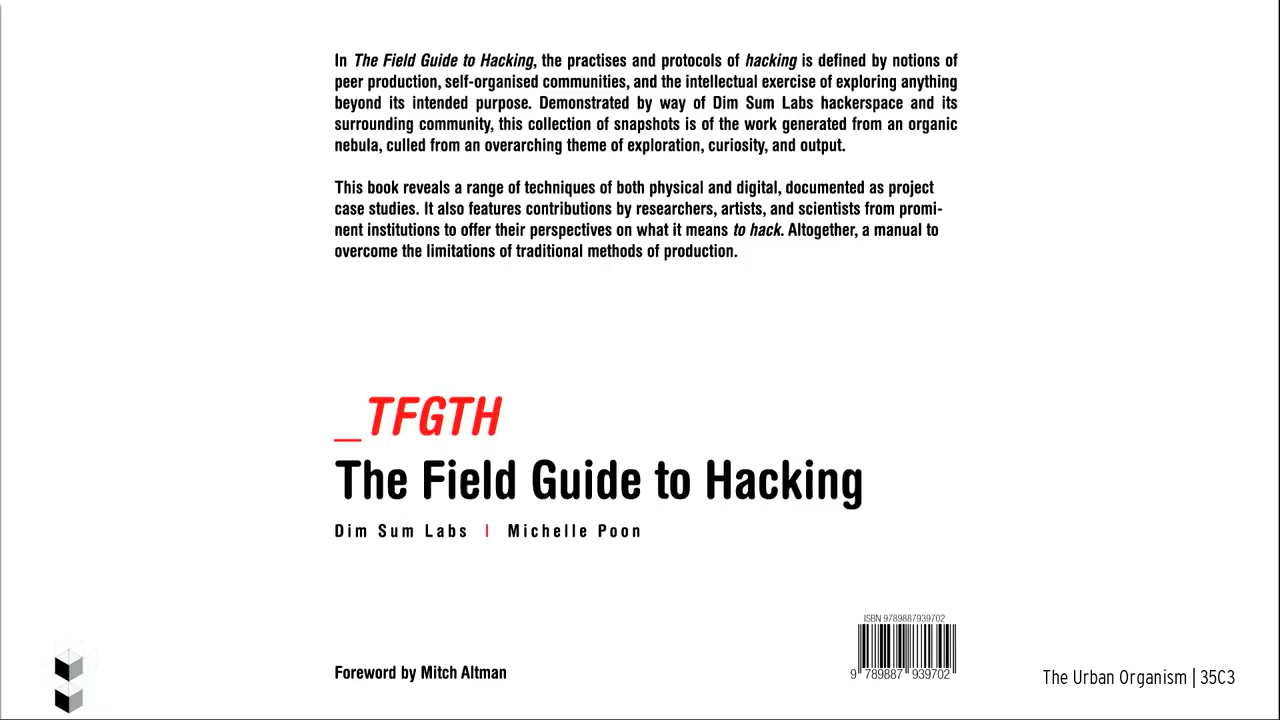 In The Field Guide to Hacking, the practises and protocols of hacking is defined by notions of
peer production, self-organised communities, and the intellectual exercise of exploring anything
beyond its intended purpose. Demonstrated by way of Dim Sum Labs hackerspace and its
surrounding community, this collection of snapshots is of the work generated from an organic
nebula, culled from an overarching theme of exploration, curiosity, and output.
This book reveals a range of techniques of both physical and digital, documented as project
case studies. It also features contributions by researchers, artists, and scientists from promi-
nent institutions to offer their perspectives on what it means to hack. Altogether, a manual to
overcome the limitations of traditional methods of production.
_TFGTH
The Field Guide to Hacking
Dim Sum Labs | Michelle Poon
ISBN 9789887939702
9 789887 939702
Foreword by Mitch Altman
The Urban Organism | 35C3